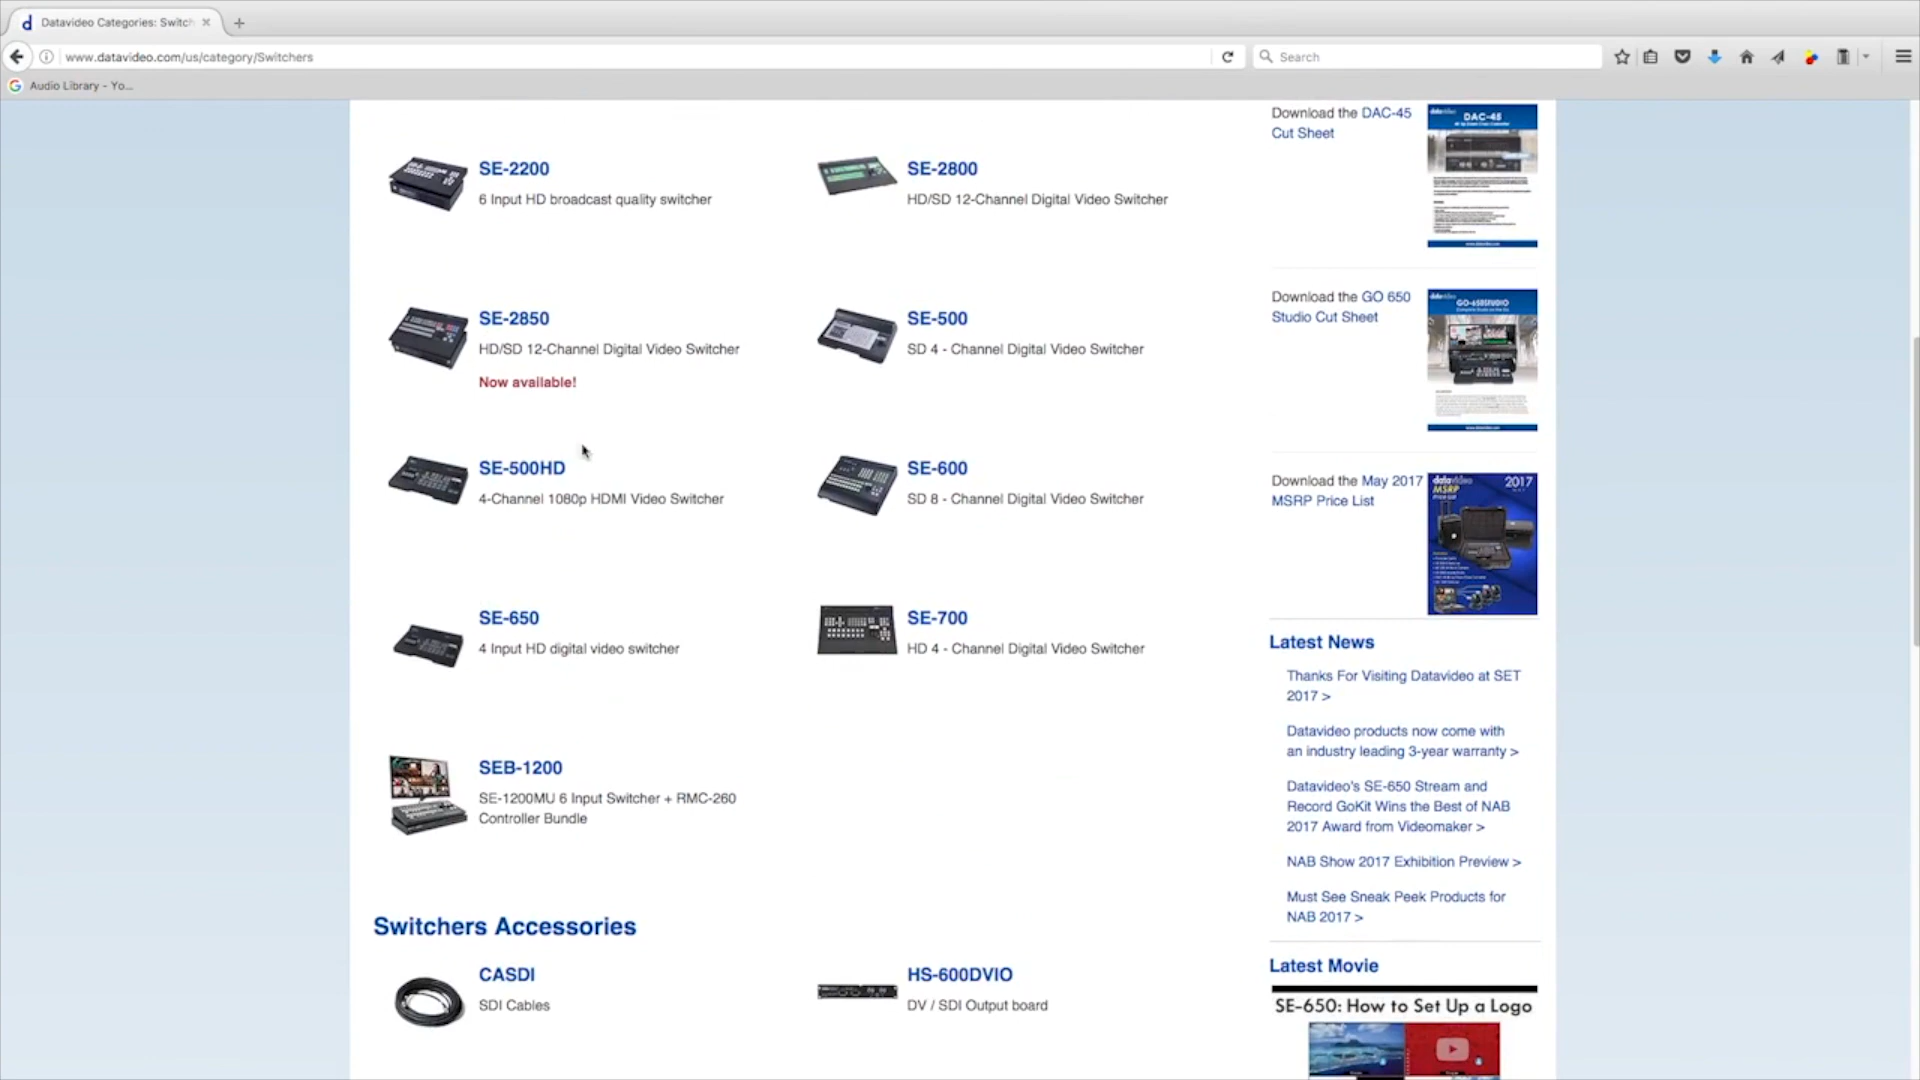 Datavideo Categories: Switch
www.datavideo.com/us/category/Switchers
Search
Audio Library - Yo...
SE-2200
6 Input HD broadcast quality switcher
SE-2800
HD/SD 12-Channel Digital Video Switcher
SE-2850
HD/SD 12-Channel Digital Video Switcher
Now available!
SE-500
SD 4 - Channel Digital Video Switcher
SE-500HD
4-Channel 1080p HDMI Video Switcher
SE-600
SD 8 - Channel Digital Video Switcher
SE-650
4 Input HD digital video switcher
SE-700
HD 4 - Channel Digital Video Switcher
SEB-1200
SE-1200MU 6 Input Switcher + RMC-260
Controller Bundle
Switchers Accessories
CASDI
SDI Cables
HS-600DVIO
DV / SDI Output board
Download the DAC-45
Cut Sheet
datavideo
DAC-45
Download the GO 650
Studio Cut Sheet
datavideo
GO-650STUDIO
Download the May 2017
MSRP Price List
datavideo
MSRP
2017
Latest News
Thanks For Visiting Datavideo at SET
2017 >
Datavideo products now come with
an industry leading 3-year warranty >
Datavideo's SE-650 Stream and
Record GoKit Wins the Best of NAB
2017 Award from Videomaker >
NAB Show 2017 Exhibition Preview >
Must See Sneak Peek Products for
NAB 2017 >
Latest Movie
SE-650: How to Set Up a Logo